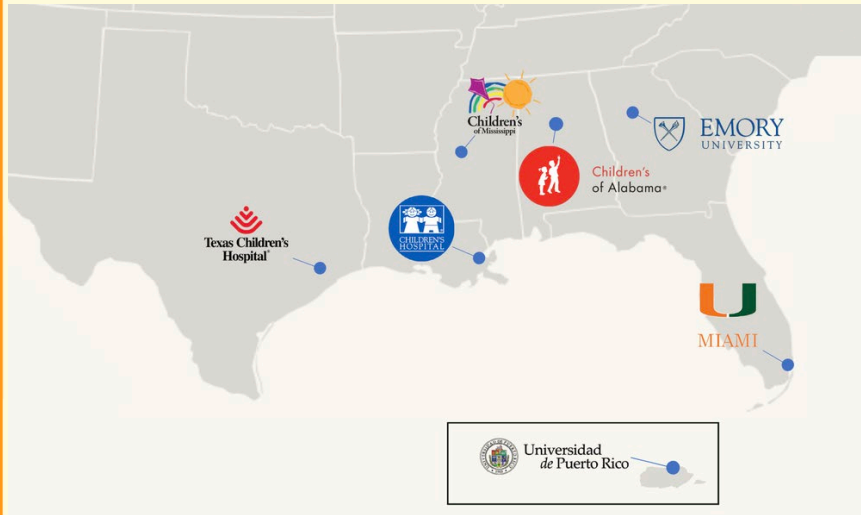 Children's
of Mississippi
EMORY
UNIVERSITY
Children's
of Alabama®
Texas Children's
Hospital®
CHILDREN'S
HOSPITAL
U
MIAMI
Universidad
de Puerto Rico